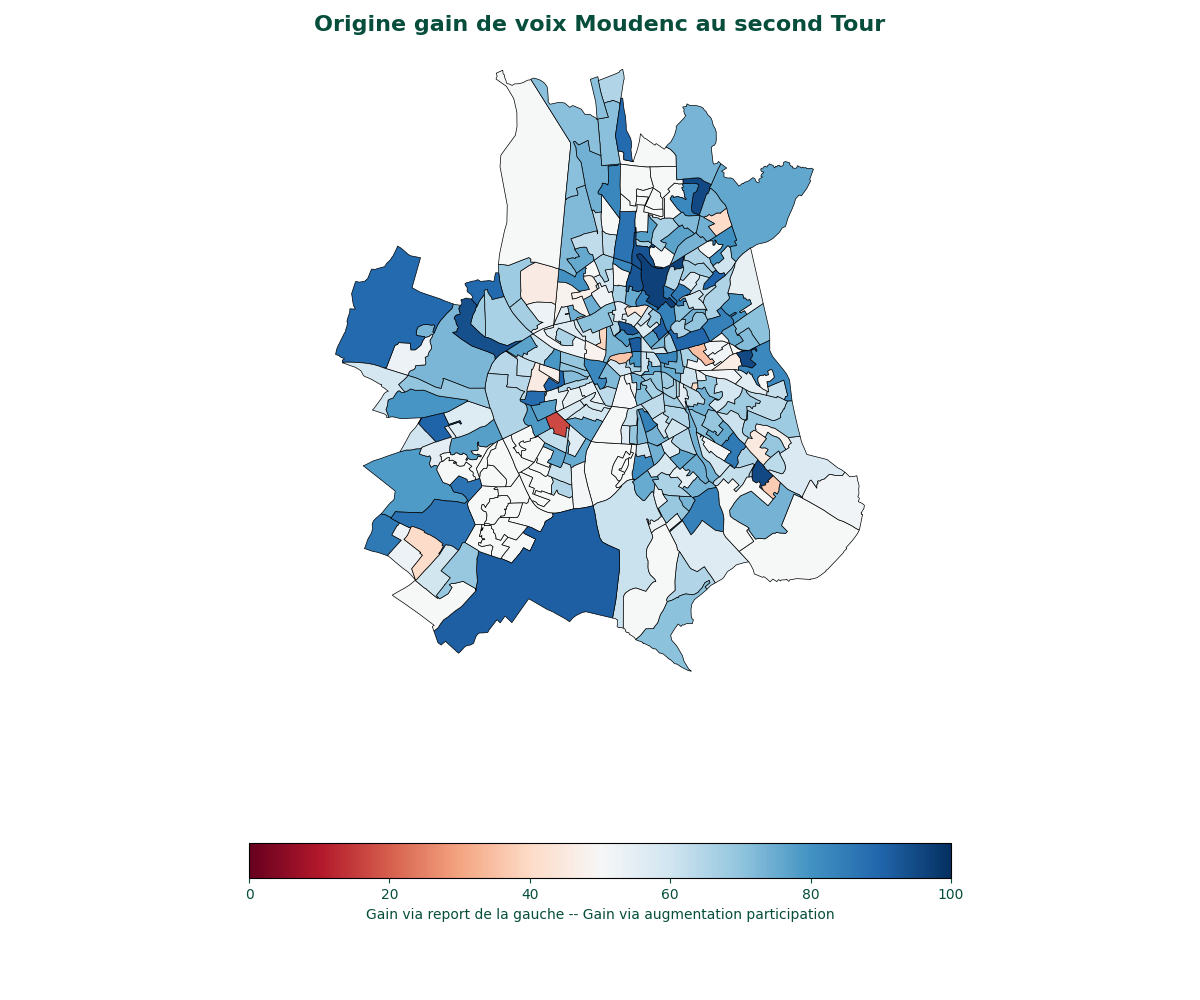 Origine gain de voix Moudenc au second Tour
0 20 40 60 80 100
Gain via report de la gauche -- Gain via augmentation participation